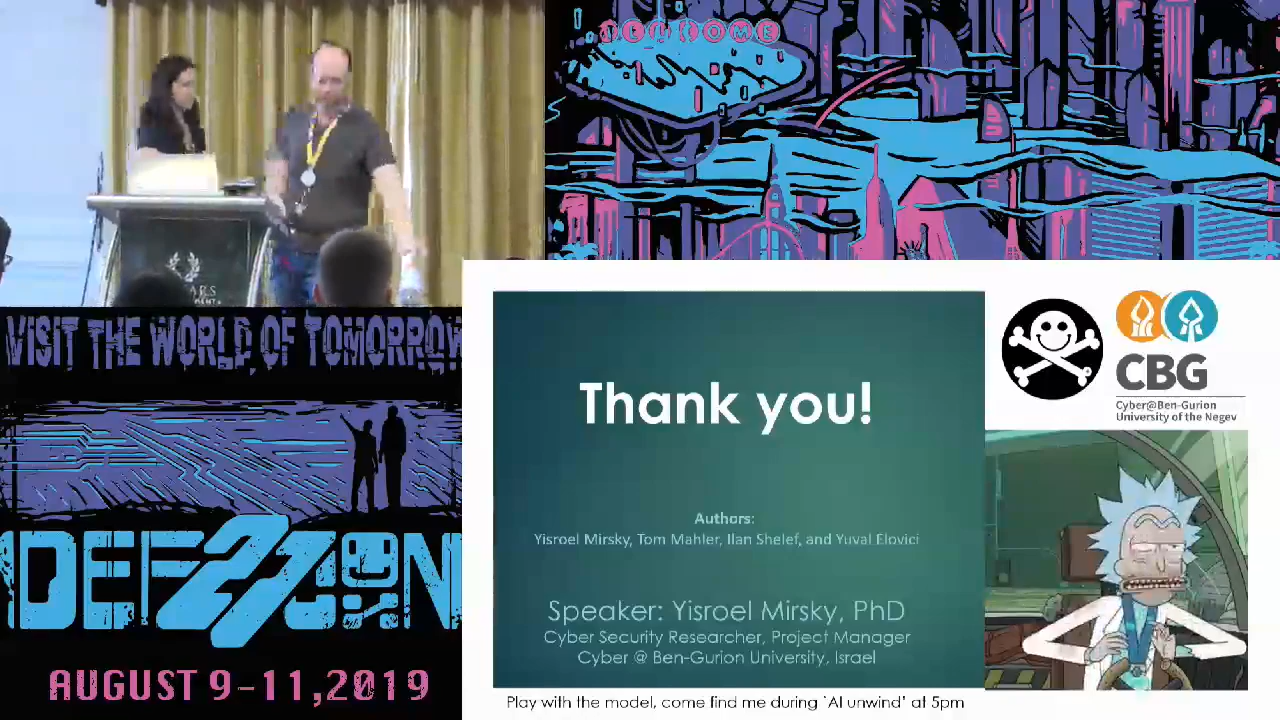 WELCOME
VISIT THE WORLD OF TOMORROW
DEF CON
27
AUGUST 9-11,2019
Thank you!
Authors:
Yisroel Mirsky, Tom Mahler, Ilan Shelef, and Yuval Elovici
Speaker: Yisroel Mirsky, PhD
Cyber Security Researcher, Project Manager
Cyber @ Ben-Gurion University, Israel
CBG
Cyber@Ben-Gurion
University of the Negev
Play with the model, come find me during `AI unwind' at 5pm